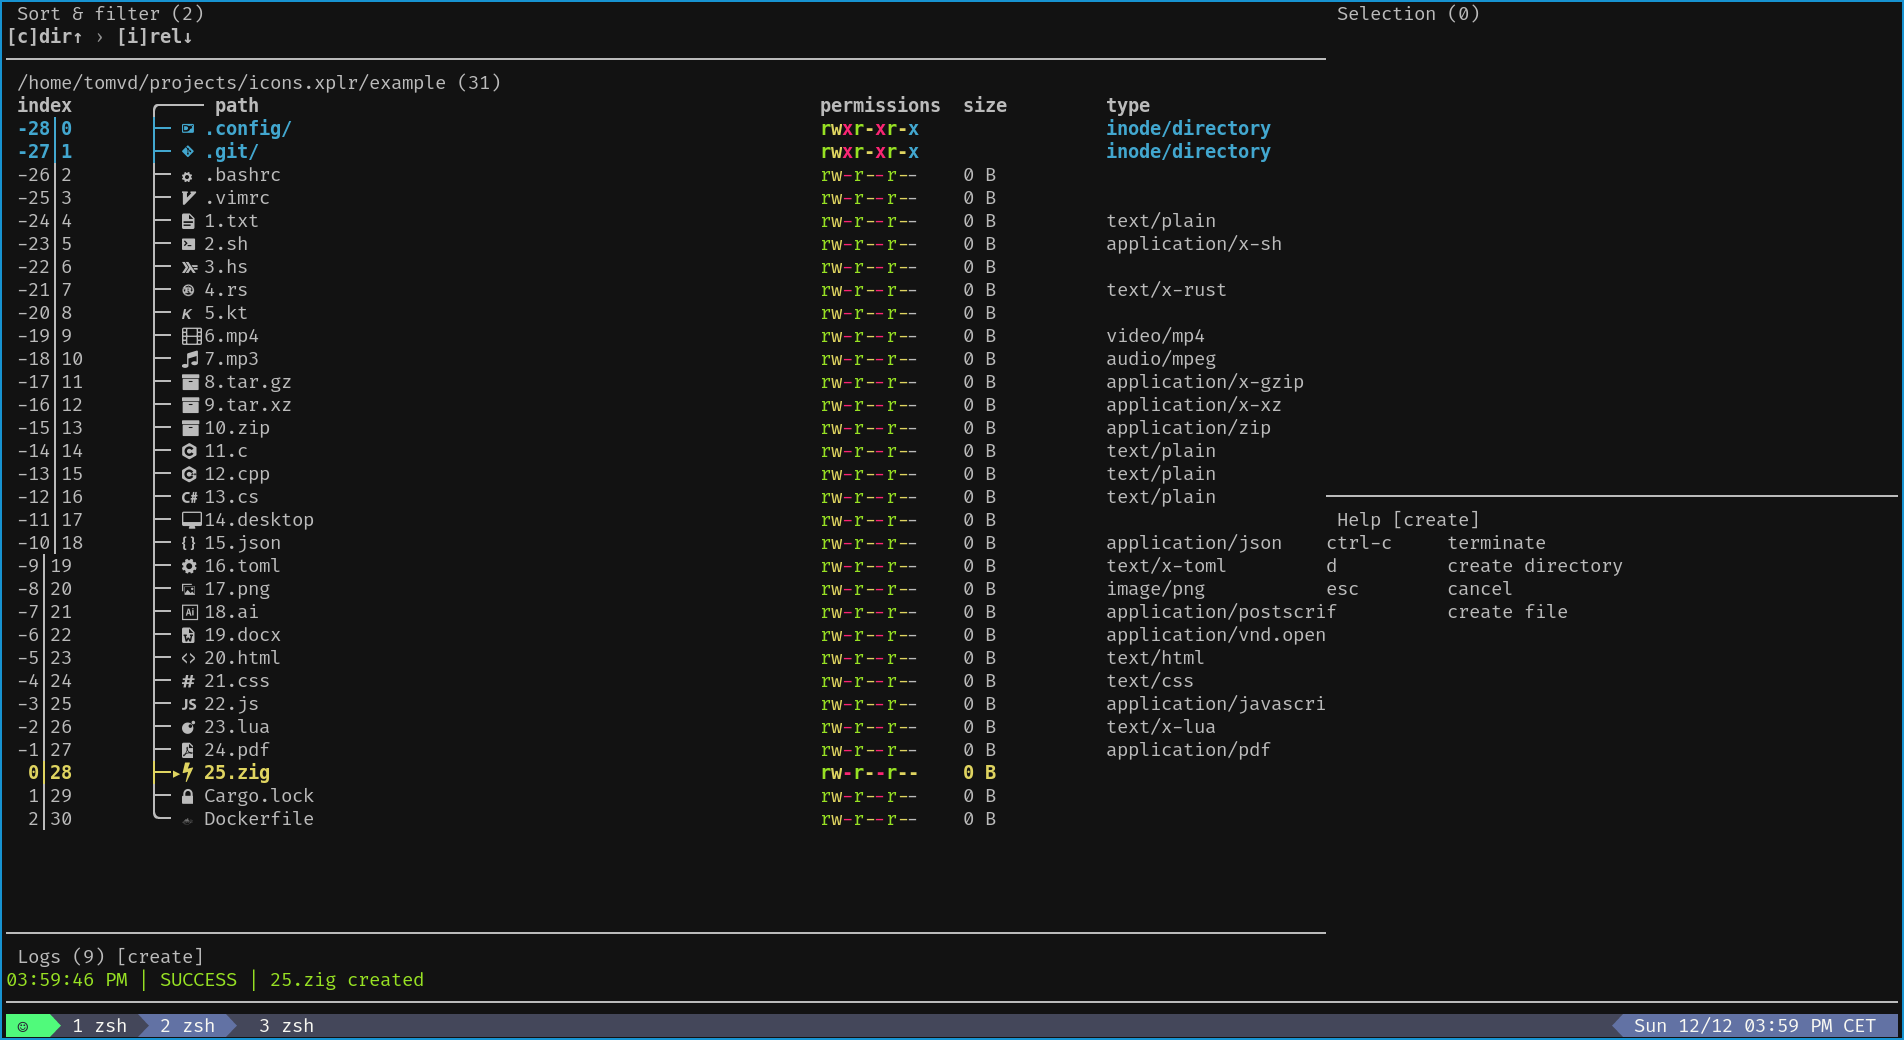 Sort & filter (2)
[c]dir↑ › [i]rel↓
Selection (0)
/home/tomvd/projects/icons.xplr/example (31)
index path permissions size type
-28│0 ├─ .config/ rwxr-xr-x inode/directory
-27│1 ├─ .git/ rwxr-xr-x inode/directory
-26│2 ├─ .bashrc rw-r--r-- 0 B
-25│3 ├─ .vimrc rw-r--r-- 0 B
-24│4 ├─ 1.txt rw-r--r-- 0 B text/plain
-23│5 ├─ 2.sh rw-r--r-- 0 B application/x-sh
-22│6 ├─ 3.hs rw-r--r-- 0 B
-21│7 ├─ 4.rs rw-r--r-- 0 B text/x-rust
-20│8 ├─ 5.kt rw-r--r-- 0 B
-19│9 ├─ 6.mp4 rw-r--r-- 0 B video/mp4
-18│10 ├─ 7.mp3 rw-r--r-- 0 B audio/mpeg
-17│11 ├─ 8.tar.gz rw-r--r-- 0 B application/x-gzip
-16│12 ├─ 9.tar.xz rw-r--r-- 0 B application/x-xz
-15│13 ├─ 10.zip rw-r--r-- 0 B application/zip
-14│14 ├─ 11.c rw-r--r-- 0 B text/plain
-13│15 ├─ 12.cpp rw-r--r-- 0 B text/plain
-12│16 ├─ C# 13.cs rw-r--r-- 0 B text/plain
-11│17 ├─ 14.desktop rw-r--r-- 0 B
-10│18 ├─ {} 15.json rw-r--r-- 0 B application/json
-9│19 ├─ 16.toml rw-r--r-- 0 B text/x-toml
-8│20 ├─ 17.png rw-r--r-- 0 B image/png
-7│21 ├─ Ai 18.ai rw-r--r-- 0 B application/postscrif
-6│22 ├─ 19.docx rw-r--r-- 0 B application/vnd.open
-5│23 ├─ <> 20.html rw-r--r-- 0 B text/html
-4│24 ├─ # 21.css rw-r--r-- 0 B text/css
-3│25 ├─ JS 22.js rw-r--r-- 0 B application/javascri
-2│26 ├─ 23.lua rw-r--r-- 0 B text/x-lua
-1│27 ├─ 24.pdf rw-r--r-- 0 B application/pdf
0│28 ├─▸ 25.zig rw-r--r-- 0 B
1│29 ├─ Cargo.lock rw-r--r-- 0 B
2│30 ╰─ Dockerfile rw-r--r-- 0 B
Help [create]
ctrl-c terminate
d create directory
esc cancel
create file
Logs (9) [create]
03:59:46 PM | SUCCESS | 25.zig created
☺ 1 zsh 2 zsh 3 zsh Sun 12/12 03:59 PM CET